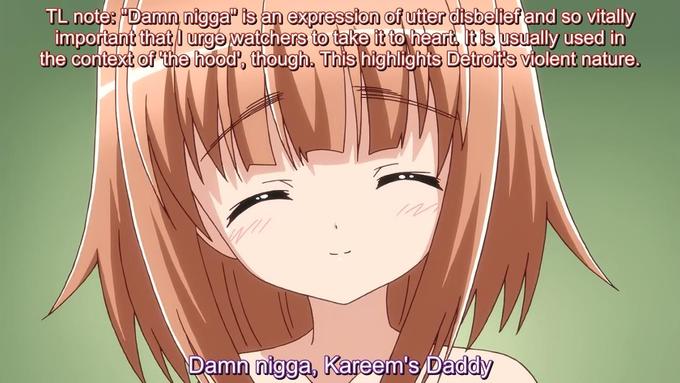 TL note: "Damn nigga" is an expression of utter disbelief and so vitally
important that I urge watchers to take it to heart. It is usually used in
the context of 'the hood', though. This highlights Detroit's violent nature.
Damn nigga, Kareem's Daddy